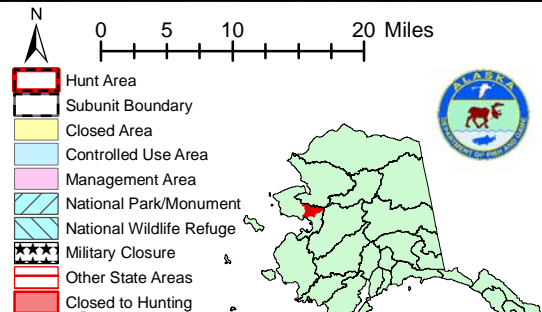 N
0 5 10 20 Miles
Hunt Area
Subunit Boundary
Closed Area
Controlled Use Area
Management Area
National Park/Monument
National Wildlife Refuge
Military Closure
Other State Areas
Closed to Hunting
ALASKA
DEPARTMENT OF FISH AND GAME